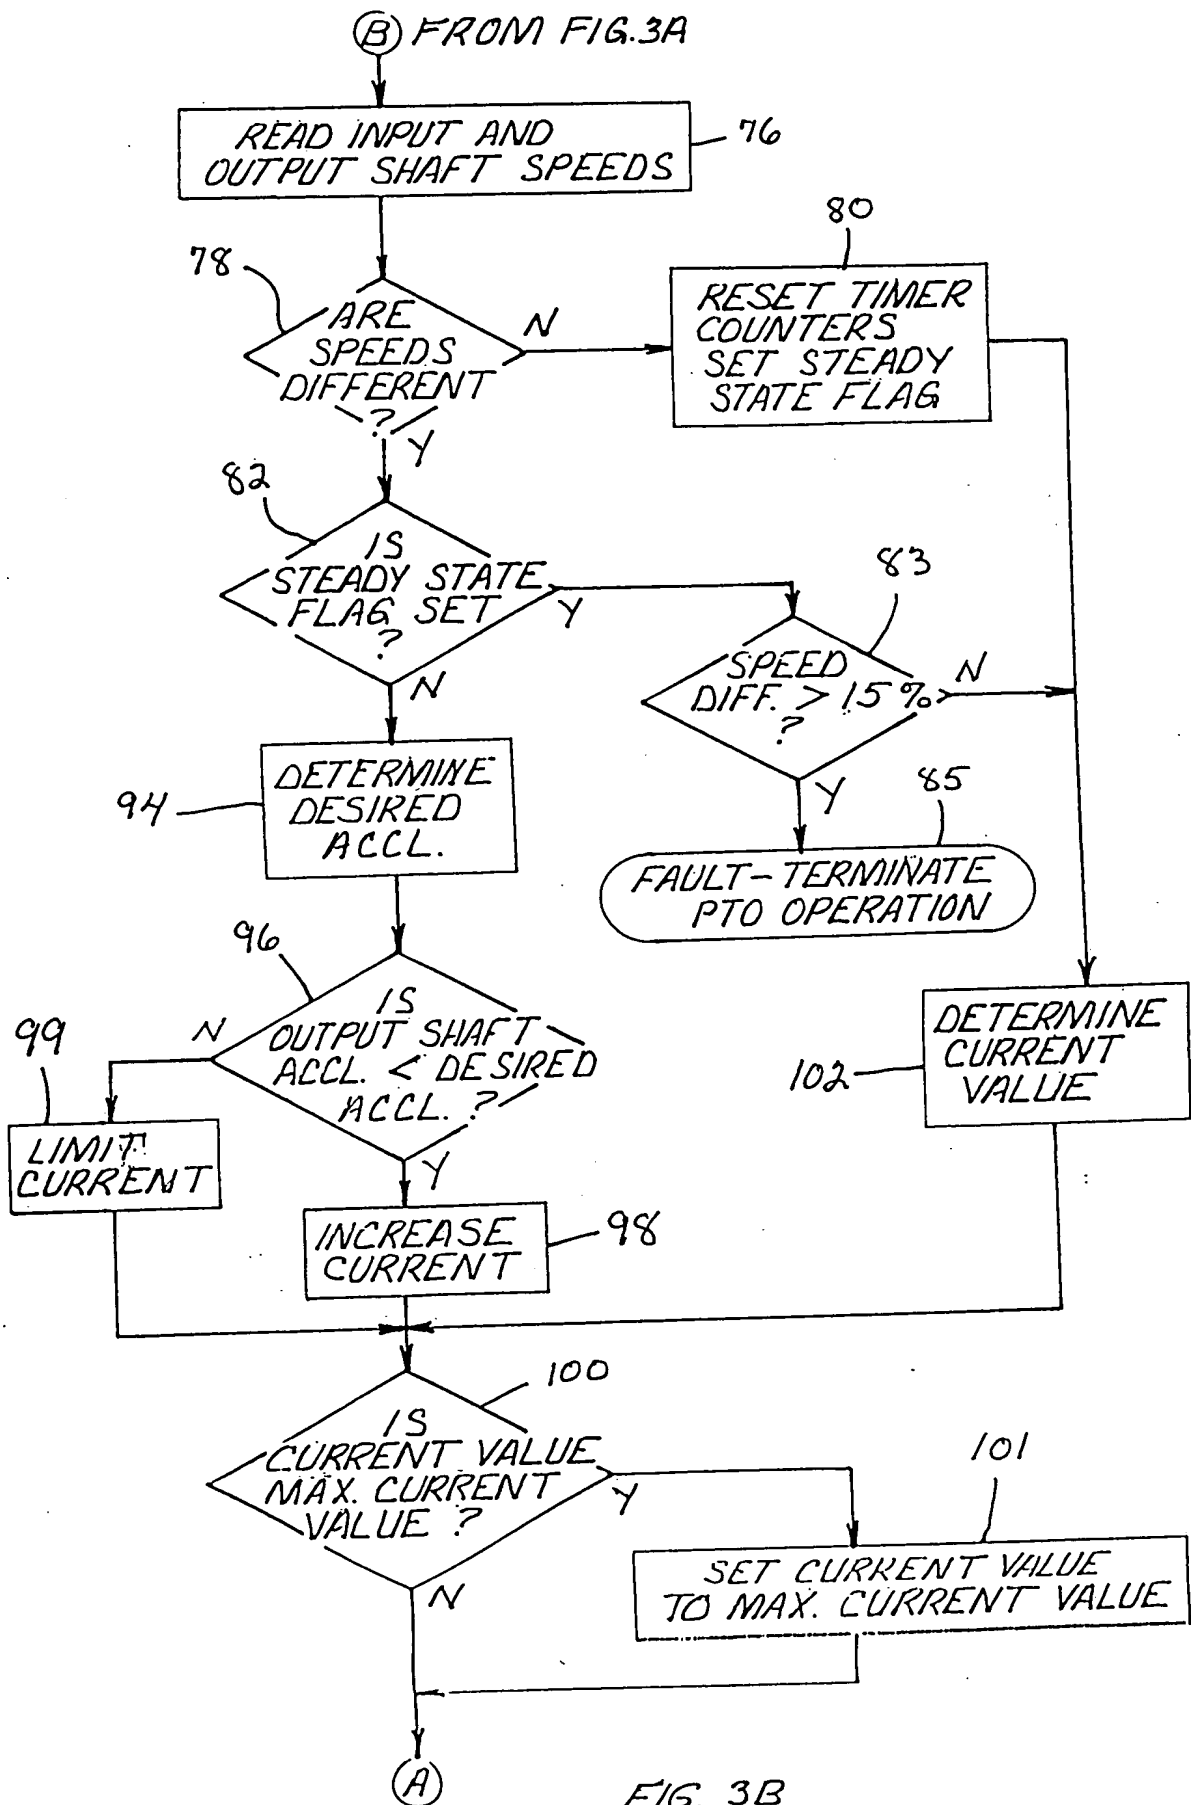 B FROM FIG.3A
READ INPUT AND
OUTPUT SHAFT SPEEDS
76
78
ARE
SPEEDS
DIFFERENT
?
N
Y
80
RESET TIMER
COUNTERS
SET STEADY
STATE FLAG
82
IS
STEADY STATE
FLAG SET
?
Y
N
83
SPEED
DIFF. > 15%
?
N
Y
85
FAULT-TERMINATE
PTO OPERATION
94
DETERMINE
DESIRED
ACCL.
96
IS
OUTPUT SHAFT
ACCL. < DESIRED
ACCL. ?
N
Y
99
LIMIT
CURRENT
INCREASE
CURRENT
98
102
DETERMINE
CURRENT
VALUE
100
IS
CURRENT VALUE
MAX. CURRENT
VALUE ?
Y
N
101
SET CURRENT VALUE
TO MAX. CURRENT VALUE
A
FIG. 3B